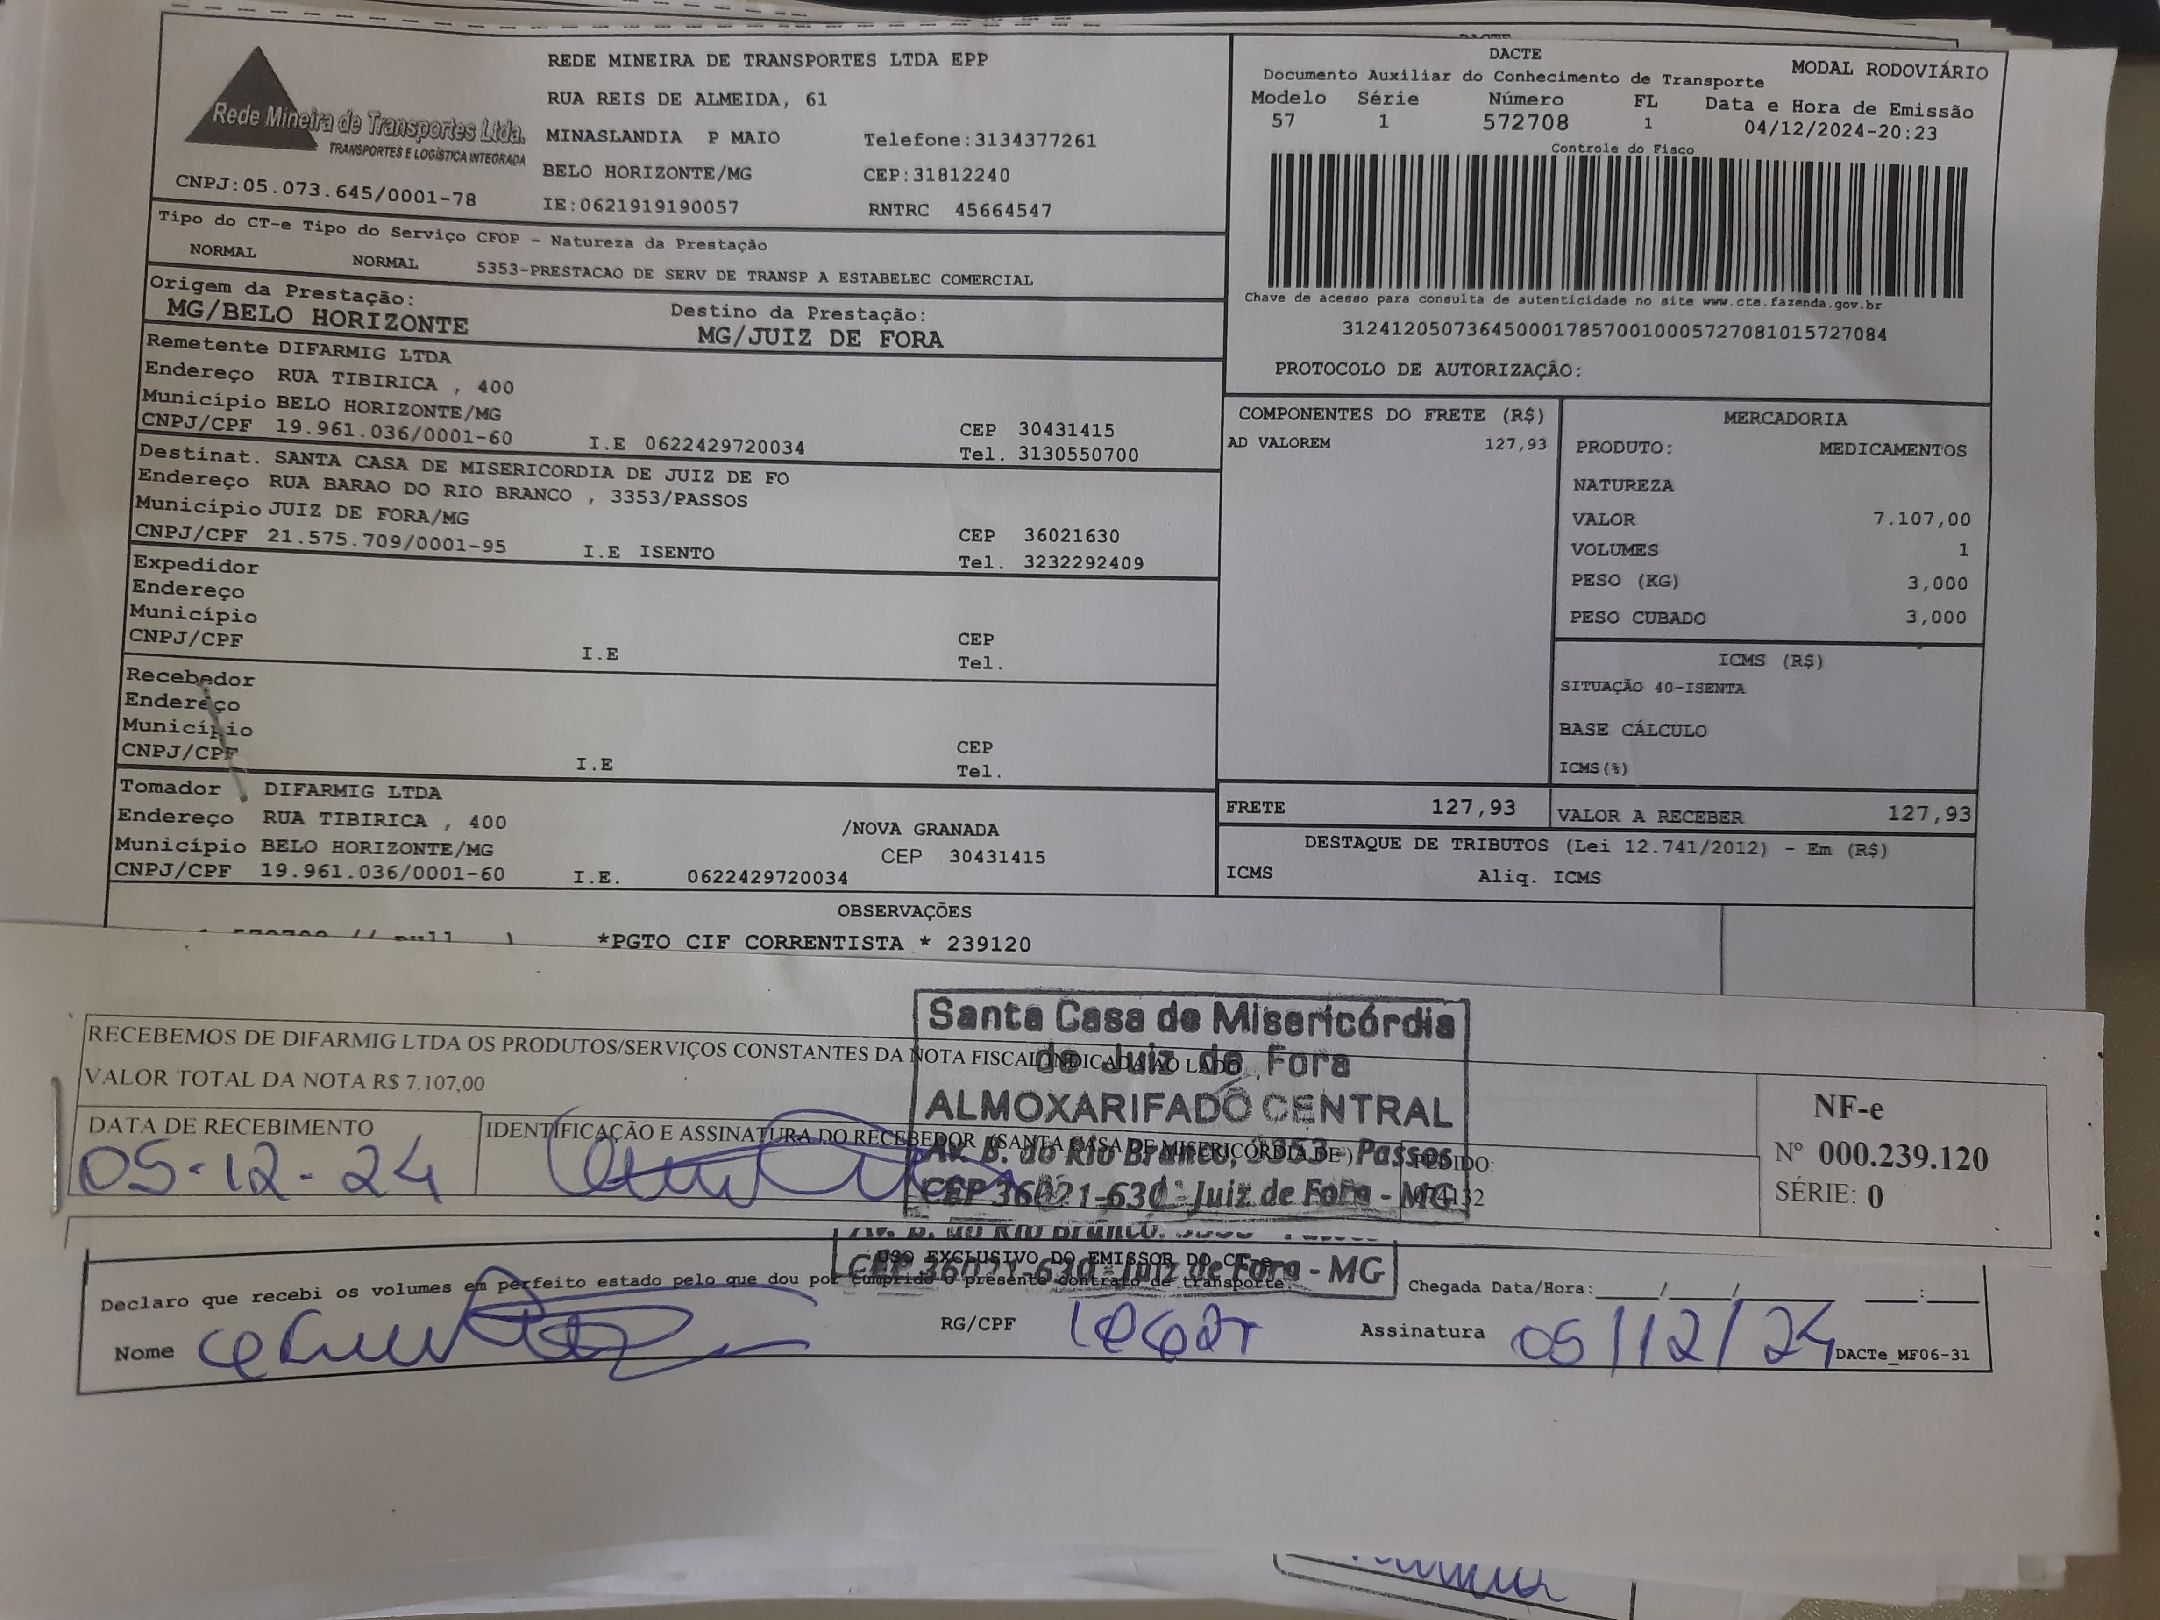 Rede Mineira de Transportes Ltda.
TRANSPORTES E LOGÍSTICA INTEGRADA
CNPJ:05.073.645/0001-78
REDE MINEIRA DE TRANSPORTES LTDA EPP
RUA REIS DE ALMEIDA, 61
MINASLANDIA P MAIO Telefone:3134377261
BELO HORIZONTE/MG CEP:31812240
IE:0621919190057 RNTRC 45664547
DACTE MODAL RODOVIÁRIO
Documento Auxiliar do Conhecimento de Transporte
Modelo Série Número FL Data e Hora de Emissão
57 1 572708 1 04/12/2024-20:23
Controle do Fisco
Chave de acesso para consulta de autenticidade no site www.cte.fazenda.gov.br
31241205073645000178570010005727081015727084
PROTOCOLO DE AUTORIZAÇÃO:
Tipo do CT-e Tipo do Serviço CFOP - Natureza da Prestação
NORMAL NORMAL 5353-PRESTACAO DE SERV DE TRANSP A ESTABELEC COMERCIAL
Origem da Prestação: Destino da Prestação:
MG/BELO HORIZONTE MG/JUIZ DE FORA
Remetente DIFARMIG LTDA
Endereço RUA TIBIRICA , 400
Município BELO HORIZONTE/MG CEP 30431415
CNPJ/CPF 19.961.036/0001-60 I.E 0622429720034 Tel. 3130550700
Destinat. SANTA CASA DE MISERICORDIA DE JUIZ DE FO
Endereço RUA BARAO DO RIO BRANCO , 3353/PASSOS
Município JUIZ DE FORA/MG CEP 36021630
CNPJ/CPF 21.575.709/0001-95 I.E ISENTO Tel. 3232292409
Expedidor
Endereço
Município CEP
CNPJ/CPF I.E Tel.
Recebedor
Endereço
Município CEP
CNPJ/CPF I.E Tel.
Tomador DIFARMIG LTDA
Endereço RUA TIBIRICA , 400 /NOVA GRANADA
Município BELO HORIZONTE/MG CEP 30431415
CNPJ/CPF 19.961.036/0001-60 I.E. 0622429720034
COMPONENTES DO FRETE (R$)
AD VALOREM 127,93
MERCADORIA
PRODUTO: MEDICAMENTOS
NATUREZA
VALOR 7.107,00
VOLUMES 1
PESO (KG) 3,000
PESO CUBADO 3,000
ICMS (R$)
SITUAÇÃO 40-ISENTA
BASE CÁLCULO
ICMS(%)
FRETE 127,93 VALOR A RECEBER 127,93
DESTAQUE DE TRIBUTOS (Lei 12.741/2012) - Em (R$)
ICMS Aliq. ICMS
OBSERVAÇÕES
*PGTO CIF CORRENTISTA * 239120
RECEBEMOS DE DIFARMIG LTDA OS PRODUTOS/SERVIÇOS CONSTANTES DA NOTA FISCAL INDICADA AO LADO
VALOR TOTAL DA NOTA R$ 7.107,00
DATA DE RECEBIMENTO IDENTIFICAÇÃO E ASSINATURA DO RECEBEDOR (SANTA CASA DE MISERICÓRDIA DE )
05-12-24
PEDIDO:
NF-e
Nº 000.239.120
SÉRIE: 0
Santa Casa de Misericórdia
de Juiz de Fora
ALMOXARIFADO CENTRAL
Av. B. do Rio Branco, 3353 - Passos
CEP 36021-630 - Juiz de Fora - MG
CEP 36021-630 - Juiz de Fora - MG
USO EXCLUSIVO DO EMISSOR DO CT-e
Declaro que recebi os volumes em perfeito estado pelo que dou por cumprido o presente contrato de transporte. Chegada Data/Hora:____/____/______ ____:____
Nome RG/CPF Assinatura 05/12/24
DACTe_MF06-31